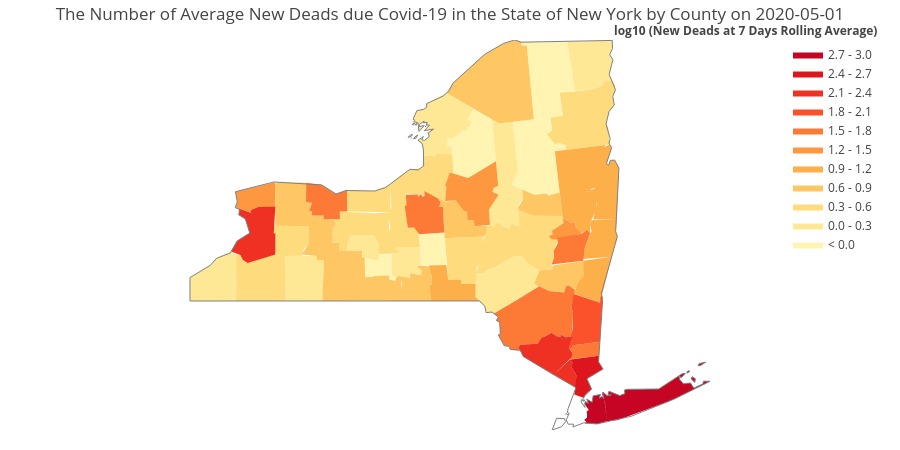 The Number of Average New Deads due Covid-19 in the State of New York by County on 2020-05-01
log10 (New Deads at 7 Days Rolling Average)
2.7 - 3.0
2.4 - 2.7
2.1 - 2.4
1.8 - 2.1
1.5 - 1.8
1.2 - 1.5
0.9 - 1.2
0.6 - 0.9
0.3 - 0.6
0.0 - 0.3
< 0.0